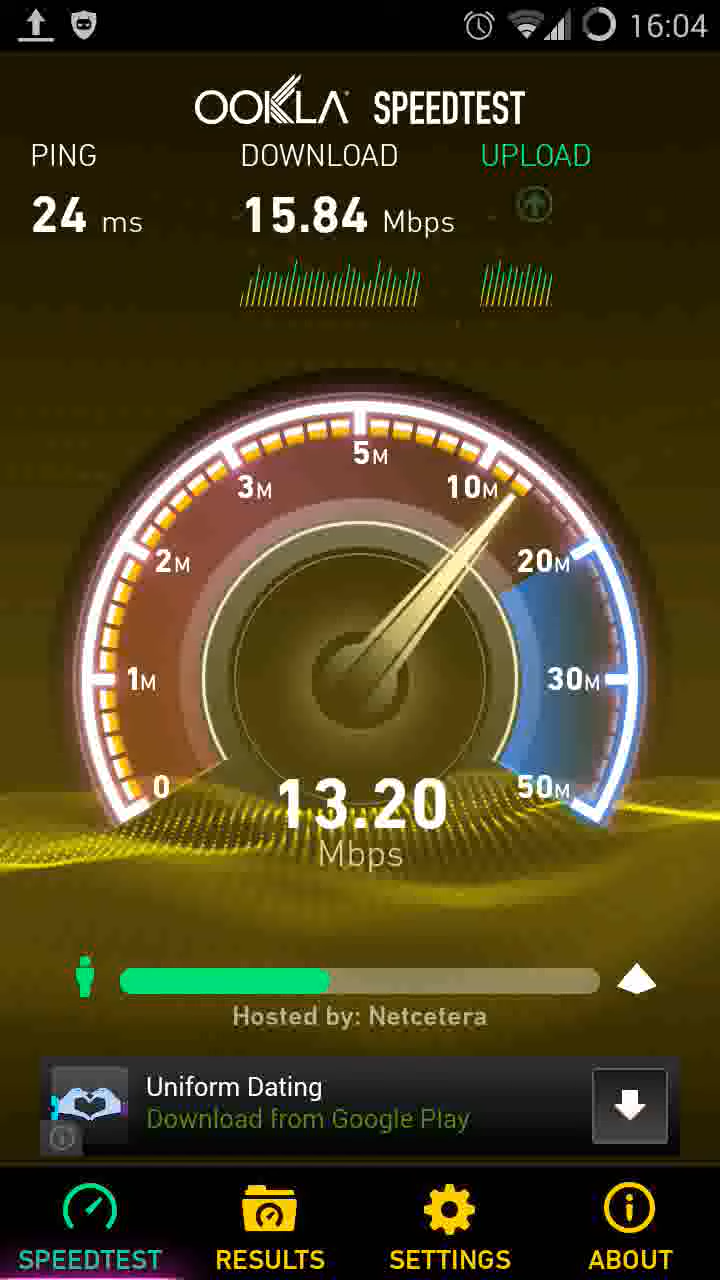 16:04
OOKLA SPEEDTEST
PING DOWNLOAD UPLOAD
24 ms 15.84 Mbps
5M
3M 10M
2M 20M
1M 30M
0 50M
13.20
Mbps
Hosted by: Netcetera
Uniform Dating
Download from Google Play
SPEEDTEST RESULTS SETTINGS ABOUT